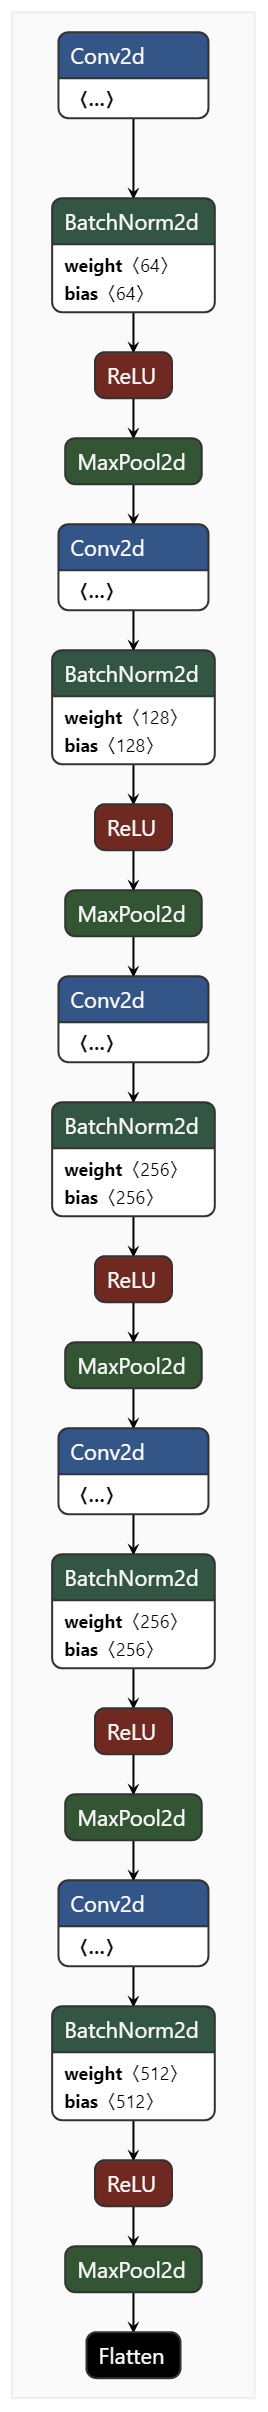 Conv2d
⟨...⟩
BatchNorm2d
weight⟨64⟩
bias⟨64⟩
ReLU
MaxPool2d
Conv2d
⟨...⟩
BatchNorm2d
weight⟨128⟩
bias⟨128⟩
ReLU
MaxPool2d
Conv2d
⟨...⟩
BatchNorm2d
weight⟨256⟩
bias⟨256⟩
ReLU
MaxPool2d
Conv2d
⟨...⟩
BatchNorm2d
weight⟨256⟩
bias⟨256⟩
ReLU
MaxPool2d
Conv2d
⟨...⟩
BatchNorm2d
weight⟨512⟩
bias⟨512⟩
ReLU
MaxPool2d
Flatten